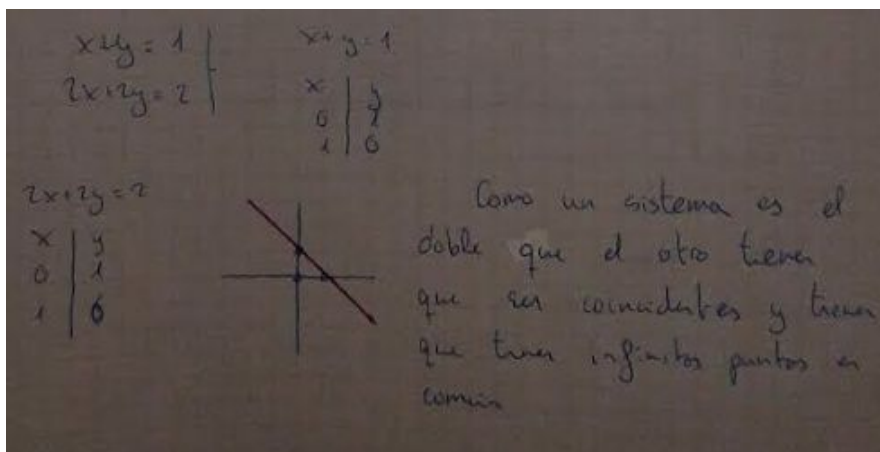 x+y = 1
2x+2y = 2
x+y = 1
x | y
0 | 1
1 | 0
2x+2y = 2
x | y
0 | 1
1 | 0
Como un sistema es el
doble que el otro tienen
que ser coincidentes y tienen
que tener infinitos puntos en
común